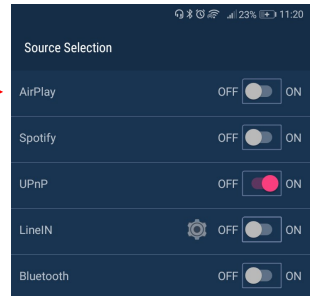 23% 11:20
Source Selection
AirPlay OFF ON
Spotify OFF ON
UPnP OFF ON
LineIN OFF ON
Bluetooth OFF ON